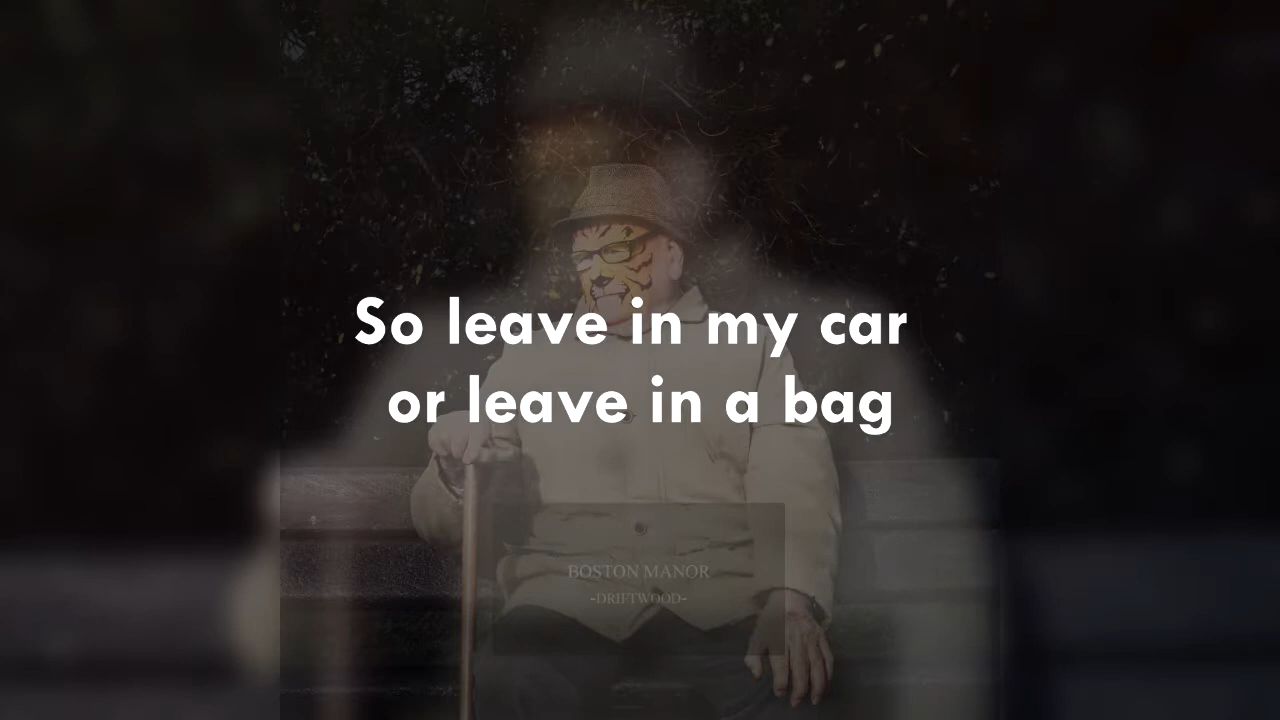 So leave in my car
or leave in a bag
BOSTON MANOR
-DRIFTWOOD-